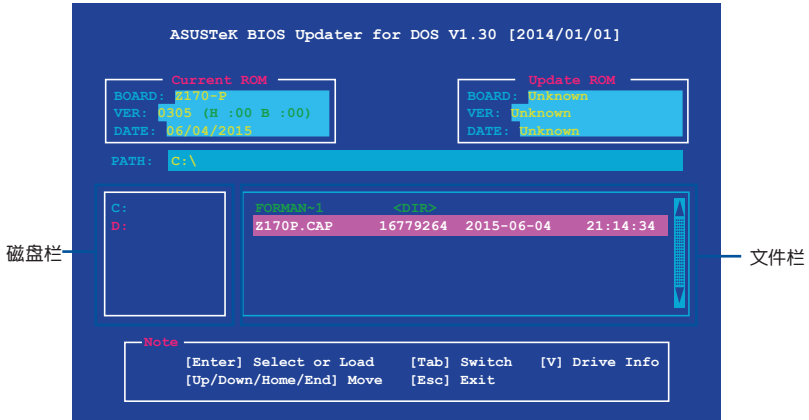 ASUSTeK BIOS Updater for DOS V1.30 [2014/01/01]
Current ROM
BOARD: Z170-P
VER: 0305 (H :00 B :00)
DATE: 06/04/2015
Update ROM
BOARD: Unknown
VER: Unknown
DATE: Unknown
PATH: C:\
C:
D:
FORMAN~1 <DIR>
Z170P.CAP 16779264 2015-06-04 21:14:34
磁盘栏
文件栏
Note
[Enter] Select or Load [Tab] Switch [V] Drive Info
[Up/Down/Home/End] Move [Esc] Exit